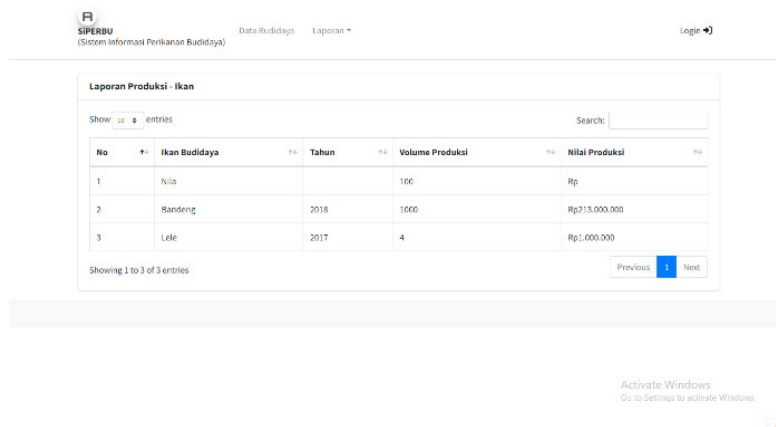 SiPERBU
(Sistem Informasi Perikanan Budidaya)
Data Budidaya Laporan
Login
Laporan Produksi - Ikan
Show 10 entries
Search:
No Ikan Budidaya Tahun Volume Produksi Nilai Produksi
1 Nila 100 Rp
2 Bandeng 2018 1000 Rp213.000.000
3 Lele 2017 4 Rp1.000.000
Showing 1 to 3 of 3 entries
Previous 1 Next
Activate Windows
Go to Settings to activate Windows.